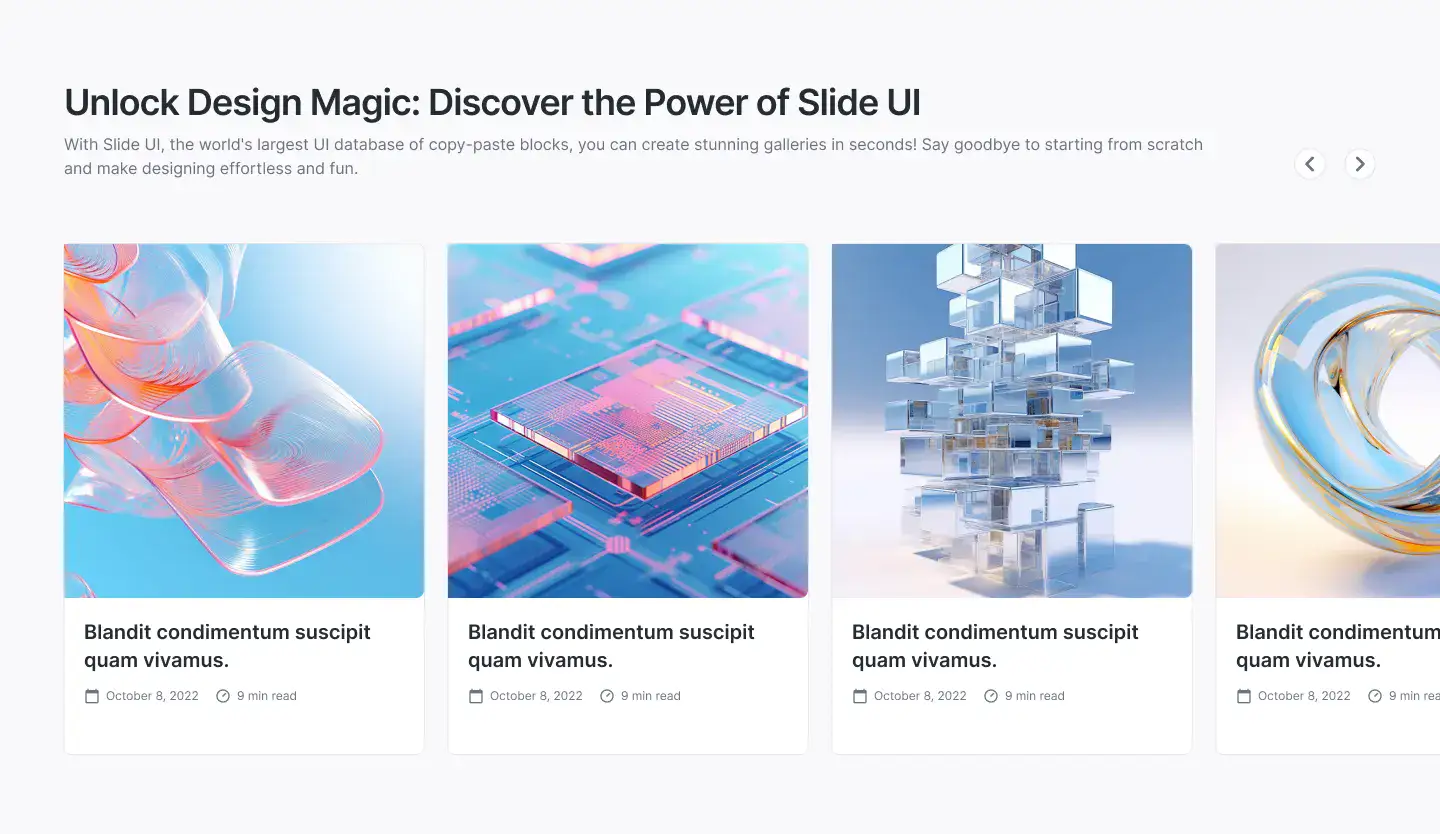 Unlock Design Magic: Discover the Power of Slide UI
With Slide UI, the world's largest UI database of copy-paste blocks, you can create stunning galleries in seconds! Say goodbye to starting from scratch
and make designing effortless and fun.
Blandit condimentum suscipit
quam vivamus.
October 8, 2022 9 min read
Blandit condimentum suscipit
quam vivamus.
October 8, 2022 9 min read
Blandit condimentum suscipit
quam vivamus.
October 8, 2022 9 min read
Blandit condimentum
quam vivamus.
October 8, 2022 9 min